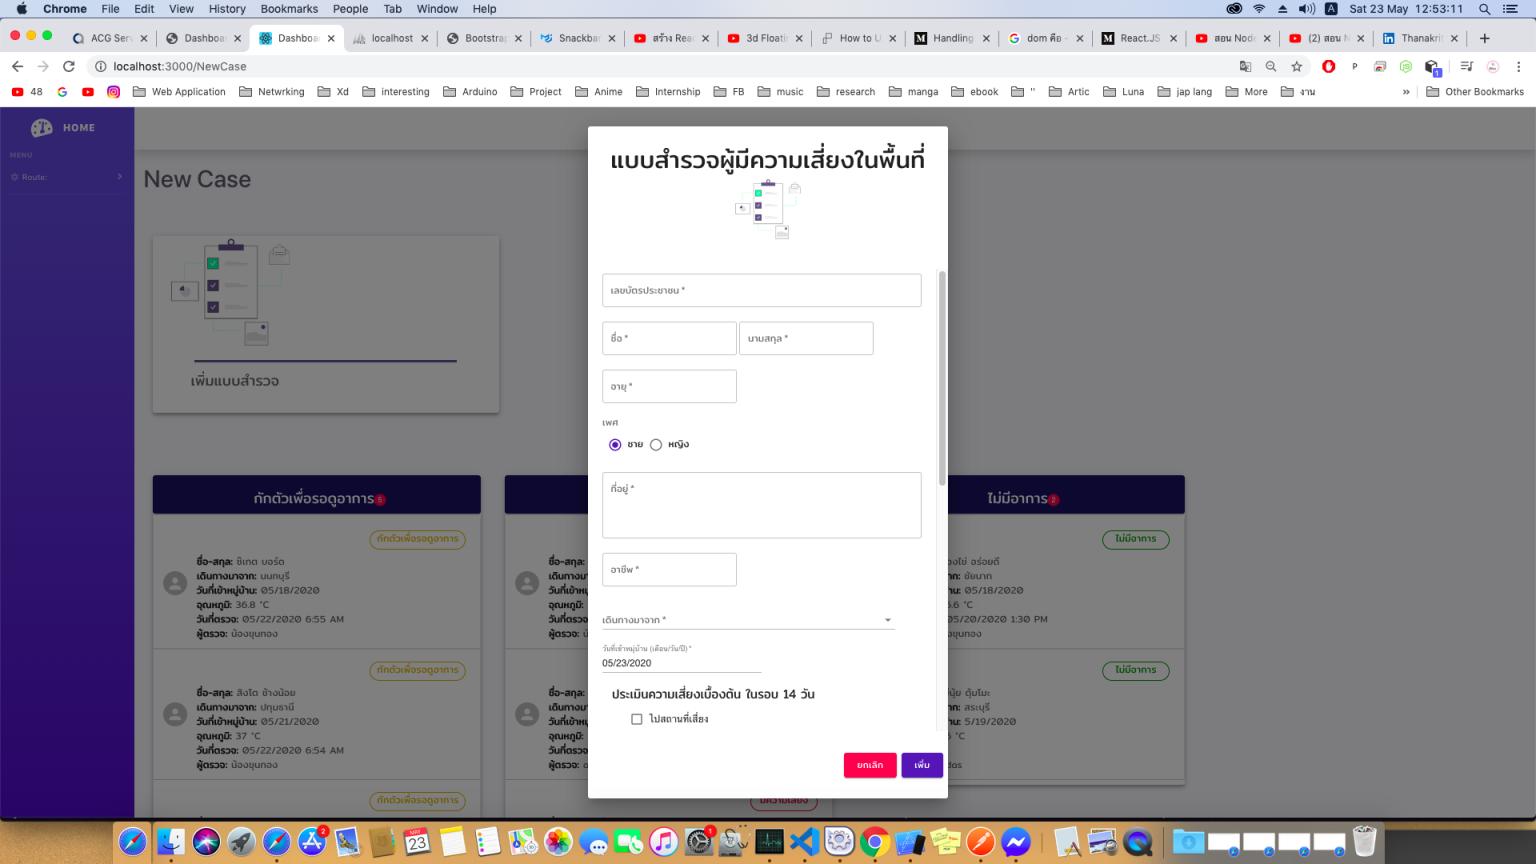 Chrome File Edit View History Bookmarks People Tab Window Help
Sat 23 May 12:53:11
ACG Ser
Dashboar
Dashboa
localhost
Bootstrap
Snackba
สร้าง Rea
3d Floati
How to U
Handling
dom คือ -
React.JS
สอน Nod
(2) สอน N
Thanakri
localhost:3000/NewCase
48 Web Application Netwrking Xd interesting Arduino Project Anime Internship FB music research manga ebook " Artic Luna jap lang More งาน » Other Bookmarks
HOME
MENU
Route:
New Case
เพิ่มแบบสำรวจ
แบบสำรวจผู้มีความเสี่ยงในพื้นที่
เลขบัตรประชาชน *
ชื่อ *
นามสกุล *
อายุ *
เพศ
ชาย หญิง
ที่อยู่ *
อาชีพ *
เดินทางมาจาก *
วันที่เข้าหมู่บ้าน (เดือน/วัน/ปี) *
05/23/2020
ประเมินความเสี่ยงเบื้องต้น ในรอบ 14 วัน
ไปสถานที่เสี่ยง
ยกเลิก เพิ่ม
กักตัวเพื่อรอดูอาการ 5
กักตัวเพื่อรอดูอาการ
ชื่อ-สกุล: ชิเกต บอร์ด
เดินทางมาจาก: นนทบุรี
วันที่เข้าหมู่บ้าน: 05/18/2020
อุณหภูมิ: 36.8 °C
วันที่ตรวจ: 05/22/2020 6:55 AM
ผู้ตรวจ: น้องขุนทอง
กักตัวเพื่อรอดูอาการ
ชื่อ-สกุล: สิงโต ช้างน้อย
เดินทางมาจาก: ปทุมธานี
วันที่เข้าหมู่บ้าน: 05/21/2020
อุณหภูมิ: 37 °C
วันที่ตรวจ: 05/22/2020 6:54 AM
ผู้ตรวจ: น้องขุนทอง
กักตัวเพื่อรอดูอาการ
ชื่อ-สกุล:
เดินทางมา
วันที่เข้าหมู
อุณหภูมิ:
วันที่ตรวจ
ผู้ตรวจ:
ชื่อ-สกุล:
เดินทางมา
วันที่เข้าหมู
อุณหภูมิ:
วันที่ตรวจ
ผู้ตรวจ:
มีความเสี่ยง
ไม่มีอาการ 2
ไม่มีอาการ
อร่อยดี
ชัยนาท
05/18/2020
°C
05/20/2020 1:30 PM
น้องขุนทอง
ไม่มีอาการ
ตุ้มโมะ
สระบุรี
5/19/2020
°C
MAY
23